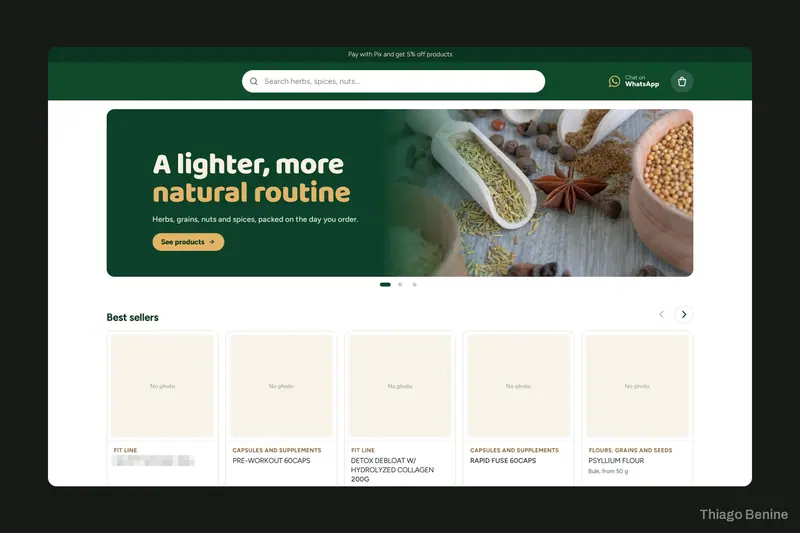 Pay with Pix and get 5% off products
Search herbs, spices, nuts...
Chat on
WhatsApp
A lighter, more
natural routine
Herbs, grains, nuts and spices, packed on the day you order.
See products →
Best sellers
No photo
No photo
No photo
No photo
No photo
FIT LINE
CAPSULES AND SUPPLEMENTS
PRE-WORKOUT 60CAPS
FIT LINE
DETOX DEBLOAT W/
HYDROLYZED COLLAGEN
200G
CAPSULES AND SUPPLEMENTS
RAPID FUSE 60CAPS
FLOURS, GRAINS AND SEEDS
PSYLLIUM FLOUR
Bulk, from 50 g
Thiago Benine